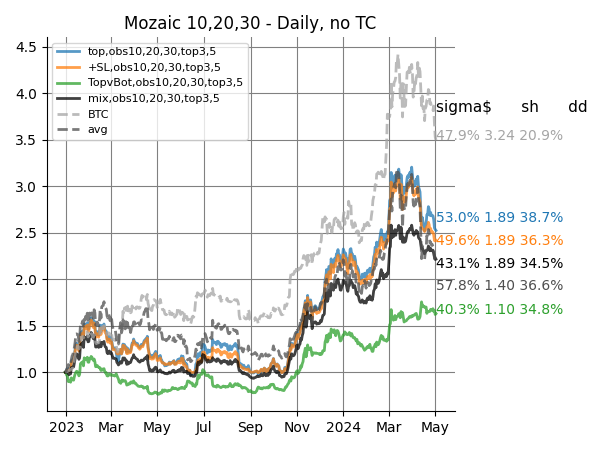 Mozaic 10,20,30 - Daily, no TC
top,obs10,20,30,top3,5
+SL,obs10,20,30,top3,5
TopvBot,obs10,20,30,top3,5
mix,obs10,20,30,top3,5
BTC
avg
4.5
4.0
3.5
3.0
2.5
2.0
1.5
1.0
sigma$ sh dd
47.9% 3.24 20.9%
53.0% 1.89 38.7%
49.6% 1.89 36.3%
43.1% 1.89 34.5%
57.8% 1.40 36.6%
40.3% 1.10 34.8%
2023 Mar May Jul Sep Nov 2024 Mar May